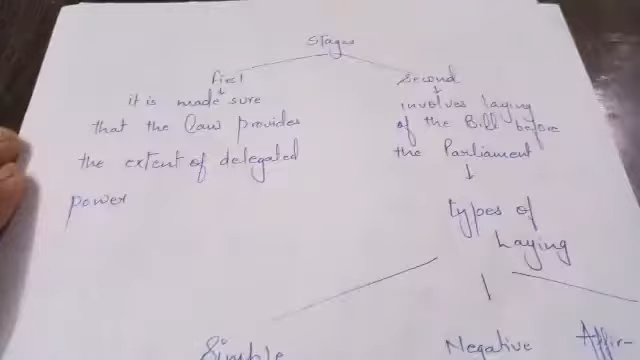 Stages
first
it is made sure
that the law provides
the extent of delegated
power
Second
involves laying
of the Bill before
the Parliament
types of
Laying
Simple
Negative
Affir-